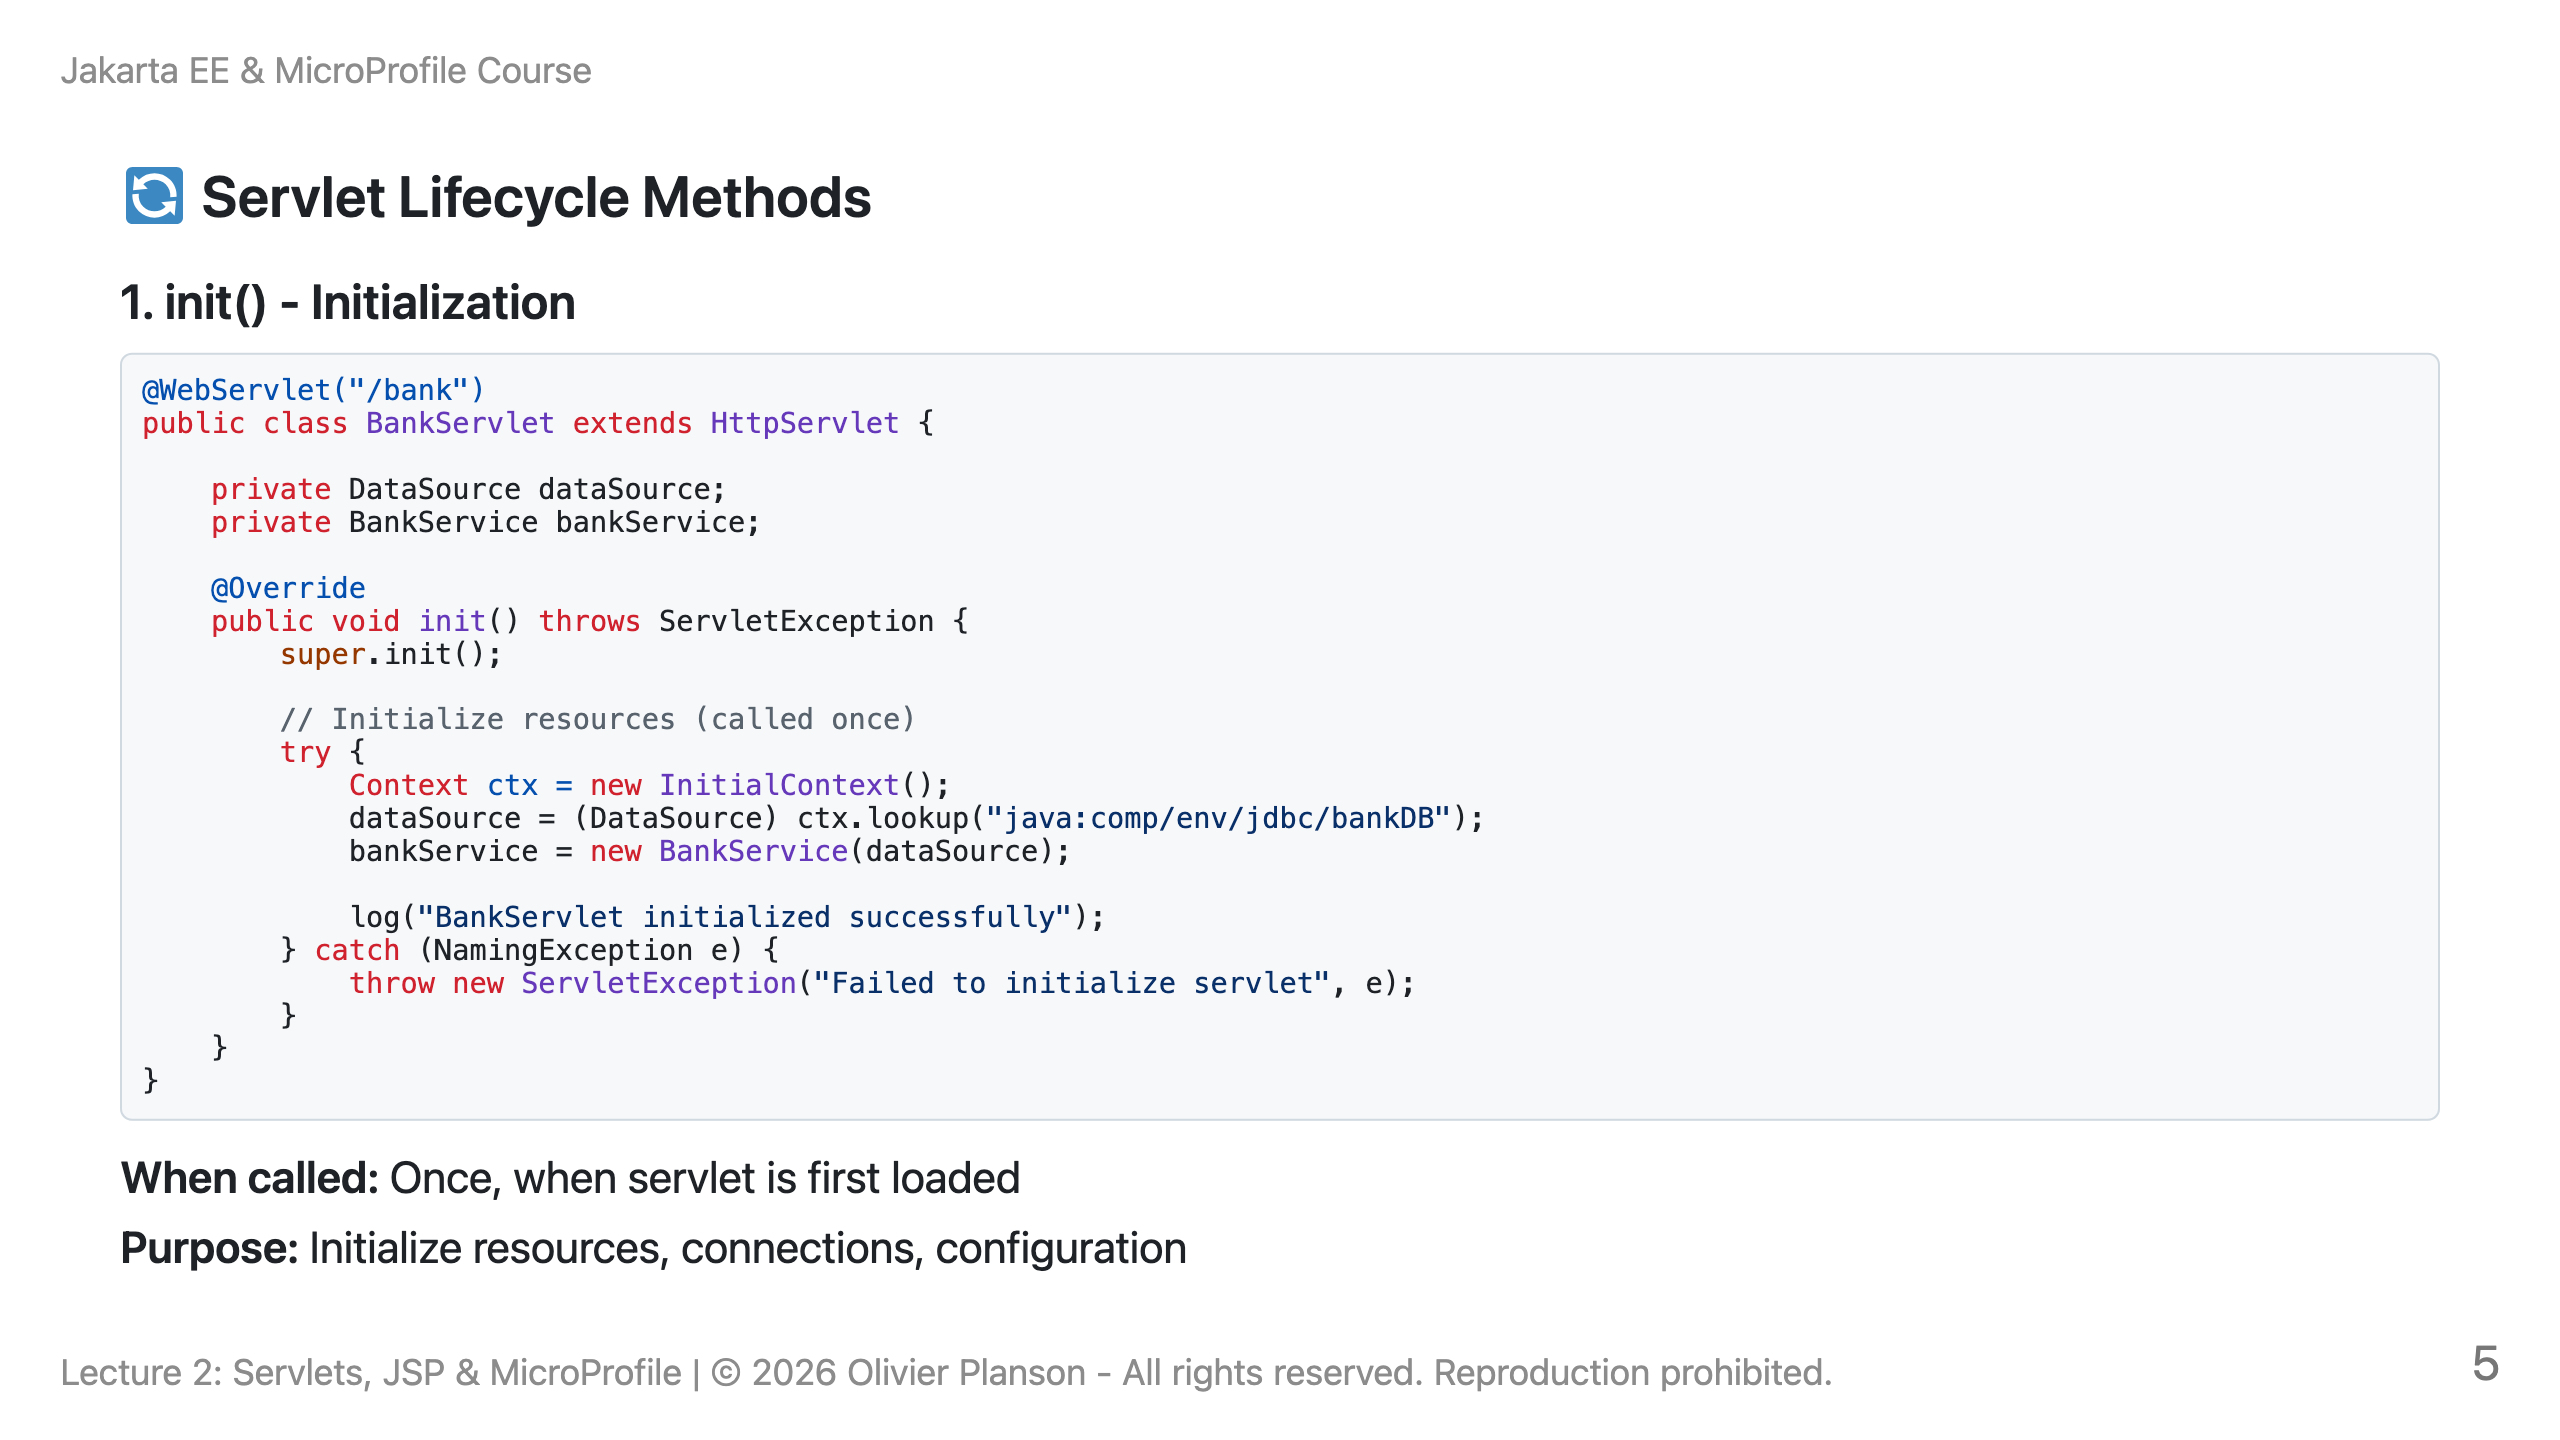 Jakarta EE & MicroProfile Course
🔄 Servlet Lifecycle Methods
1. init() - Initialization
@WebServlet("/bank")
public class BankServlet extends HttpServlet {
    private DataSource dataSource;
    private BankService bankService;
    @Override
    public void init() throws ServletException {
        super.init();
        // Initialize resources (called once)
        try {
            Context ctx = new InitialContext();
            dataSource = (DataSource) ctx.lookup("java:comp/env/jdbc/bankDB");
            bankService = new BankService(dataSource);
            log("BankServlet initialized successfully");
        } catch (NamingException e) {
            throw new ServletException("Failed to initialize servlet", e);
        }
    }
}
When called: Once, when servlet is first loaded
Purpose: Initialize resources, connections, configuration
Lecture 2: Servlets, JSP & MicroProfile | © 2026 Olivier Planson - All rights reserved. Reproduction prohibited.
5